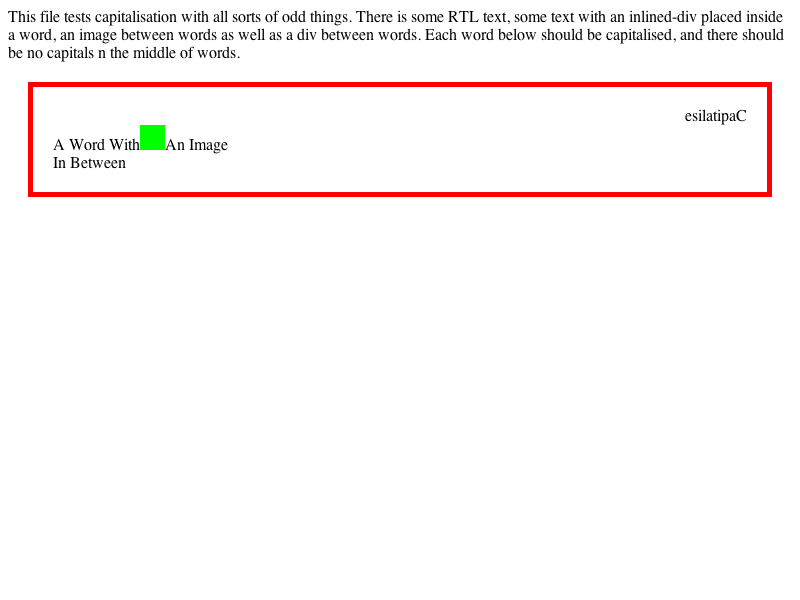 This file tests capitalisation with all sorts of odd things. There is some RTL text, some text with an inlined-div placed inside
a word, an image between words as well as a div between words. Each word below should be capitalised, and there should
be no capitals n the middle of words.
esilatipaC
A Word With An Image
In Between